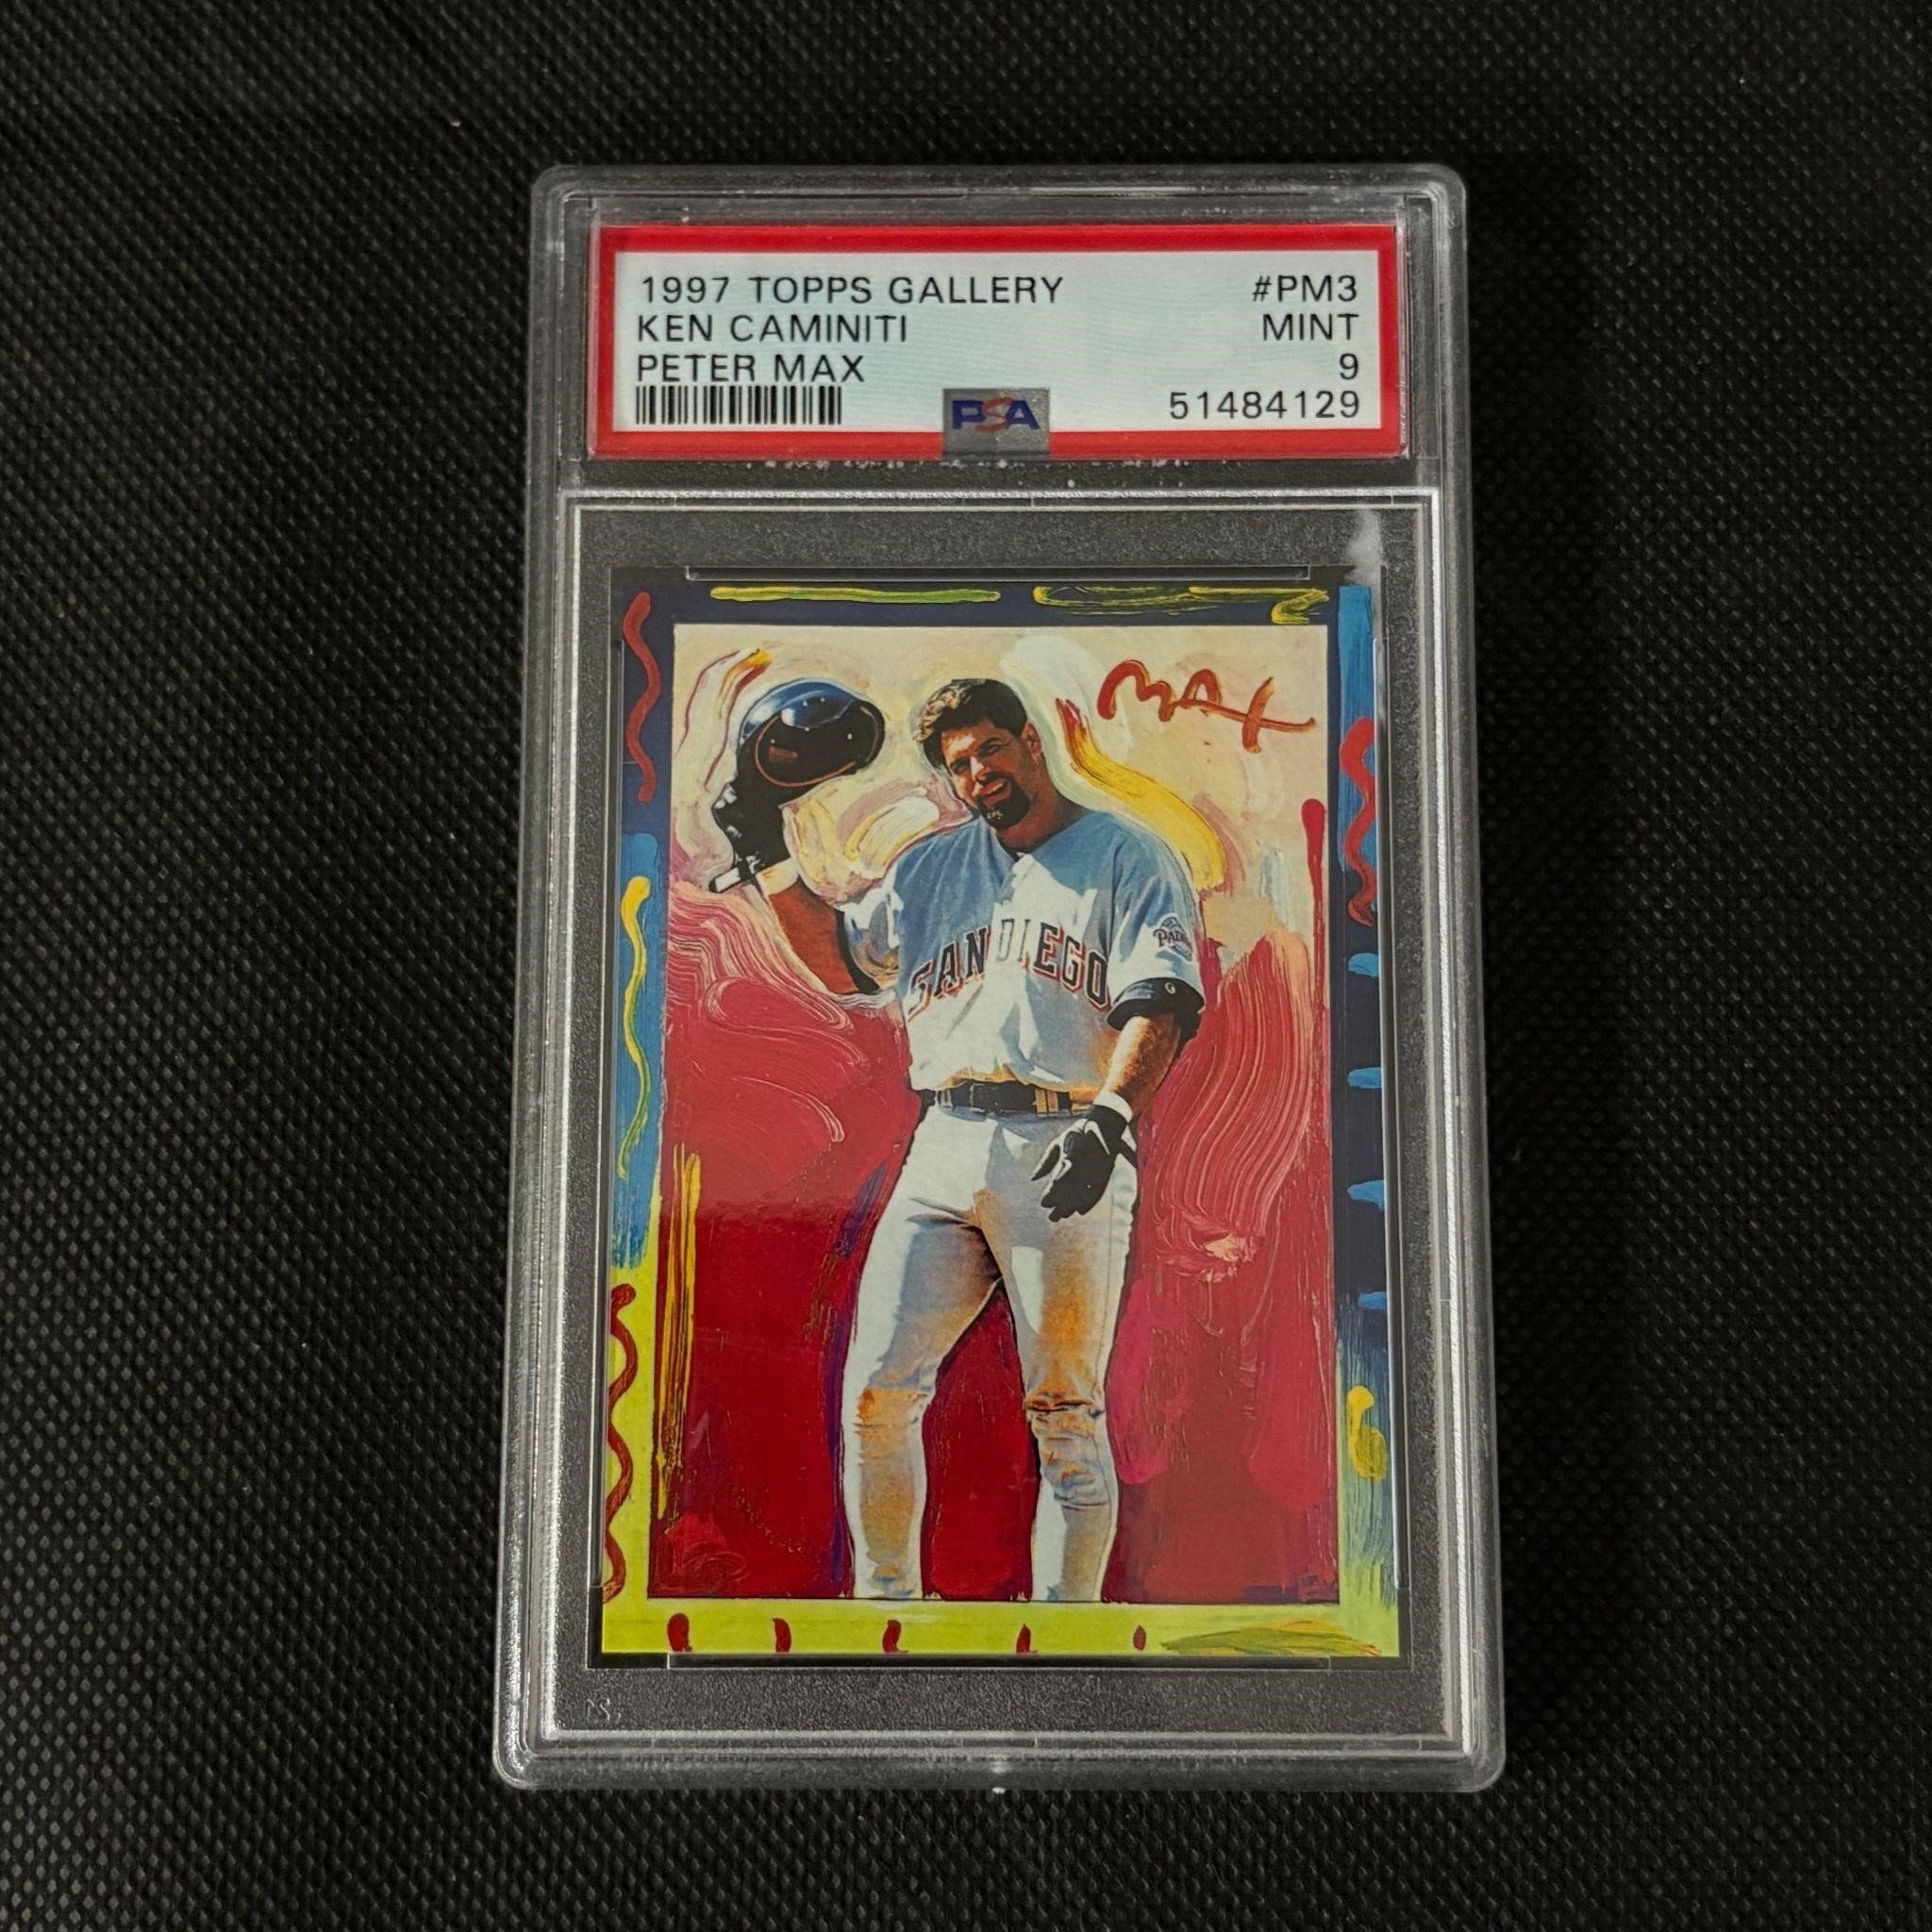 1997 TOPPS GALLERY #PM3
KEN CAMINITI MINT
PETER MAX 9
PSA 51484129
MAX
SAN DIEGO